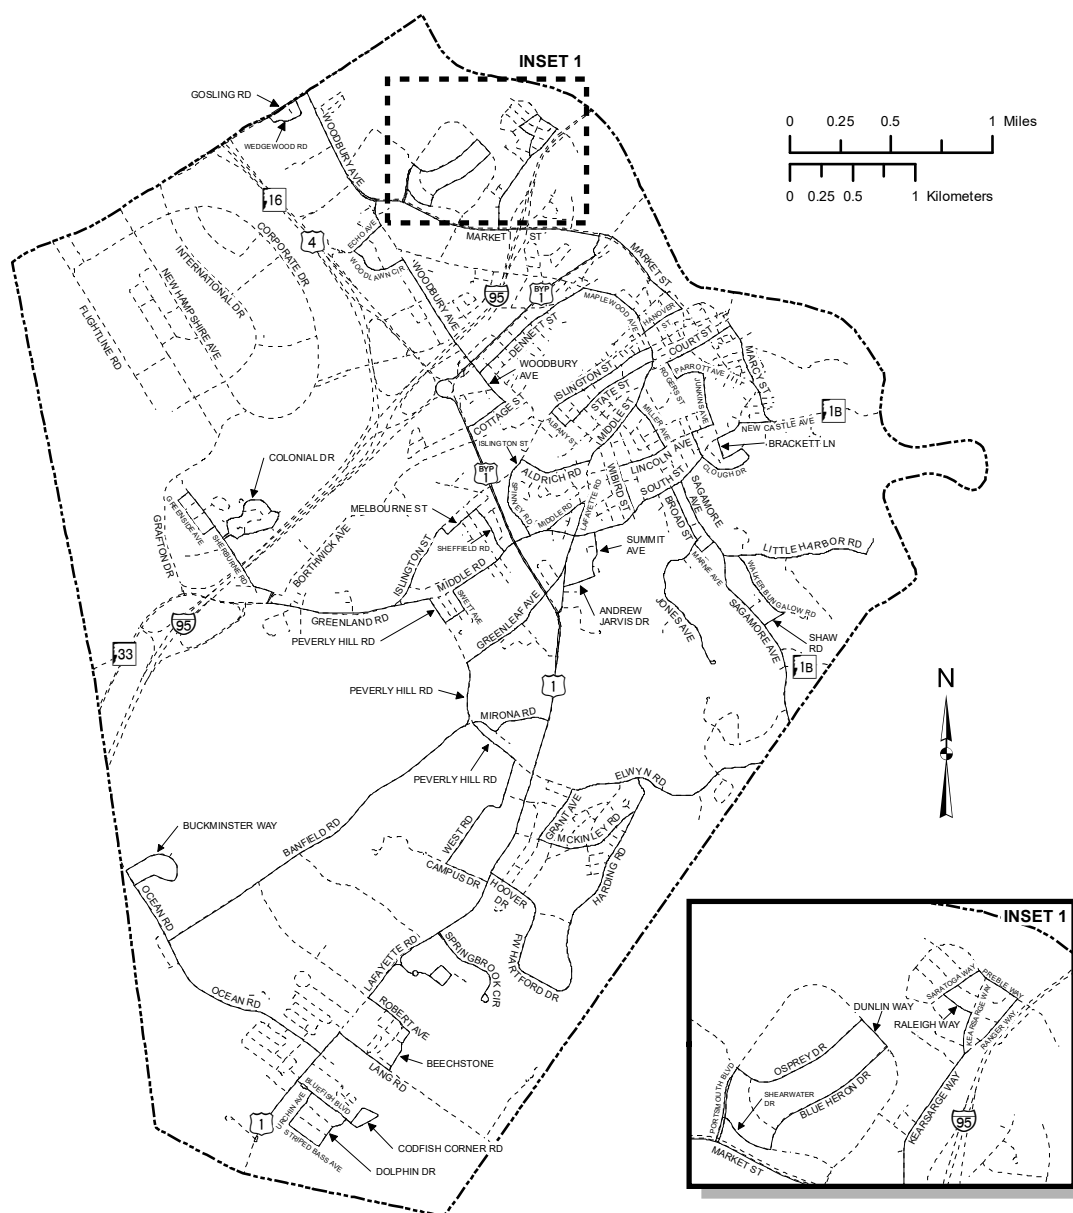 INSET 1
GOSLING RD
WEDGEWOOD RD
WOODBURY AVE
0 0.25 0.5 1 Miles
0 0.25 0.5 1 Kilometers
16
4
ECHO AVE
MARKET ST
WOODLAWN CIR
CORPORATE DR
INTERNATIONAL DR
NEW HAMPSHIRE AVE
FLIGHTLINE RD
WOODBURY AVE
95
BYP
1
MARKET ST
MAPLEWOOD AVE
HANOVER
ST
DENNETT ST
COURT ST
MARCY ST
WOODBURY
AVE
ISLINGTON ST
STATE ST
ROGERS ST
PARROTT AVE
JUNKINS AVE
COTTAGE ST
ALBANY ST
MIDDLE ST
MILLER AVE
NEW CASTLE AVE
1B
BRACKETT LN
COLONIAL DR
ISLINGTON ST
BYP
1
ALDRICH RD
LINCOLN AVE
CLOUGH DR
SPINNEY RD
WIBIRD ST
SOUTH ST
SAGAMORE
AVE
GREENSIDE AVE
MELBOURNE ST
MIDDLE RD
LAFAYETTE RD
BROAD ST
GRAFTON DR
SHERBURNE RD
BORTHWICK AVE
ISLINGTON ST
SHEFFIELD RD
SUMMIT
AVE
MARNE AVE
LITTLE HARBOR RD
MIDDLE RD
WALKER BUNGALOW RD
95
GREENLAND RD
SWETT AVE
GREENLEAF AVE
ANDREW
JARVIS DR
JONES AVE
SAGAMORE AVE
SHAW
RD
PEVERLY HILL RD
33
1B
N
PEVERLY HILL RD
1
MIRONA RD
PEVERLY HILL RD
ELWYN RD
BUCKMINSTER WAY
BANFIELD RD
WEST RD
GRANT AVE
MCKINLEY RD
CAMPUS DR
HOOVER
DR
HARDING RD
OCEAN RD
FW HARTFORD DR
LAFAYETTE RD
SPRINGBROOK CIR
OCEAN RD
ROBERT AVE
BEECHSTONE
LANG RD
BLUEFISH BLVD
URCHIN AVE
1
STRIPED BASS AVE
CODFISH CORNER RD
DOLPHIN DR
INSET 1
SARATOGA WAY
PREBLE WAY
DUNLIN WAY
RALEIGH WAY
KEARSARGE WAY
RANGER WAY
OSPREY DR
PORTSMOUTH BLVD
SHEARWATER
DR
BLUE HERON DR
KEARSARGE WAY
95
MARKET ST